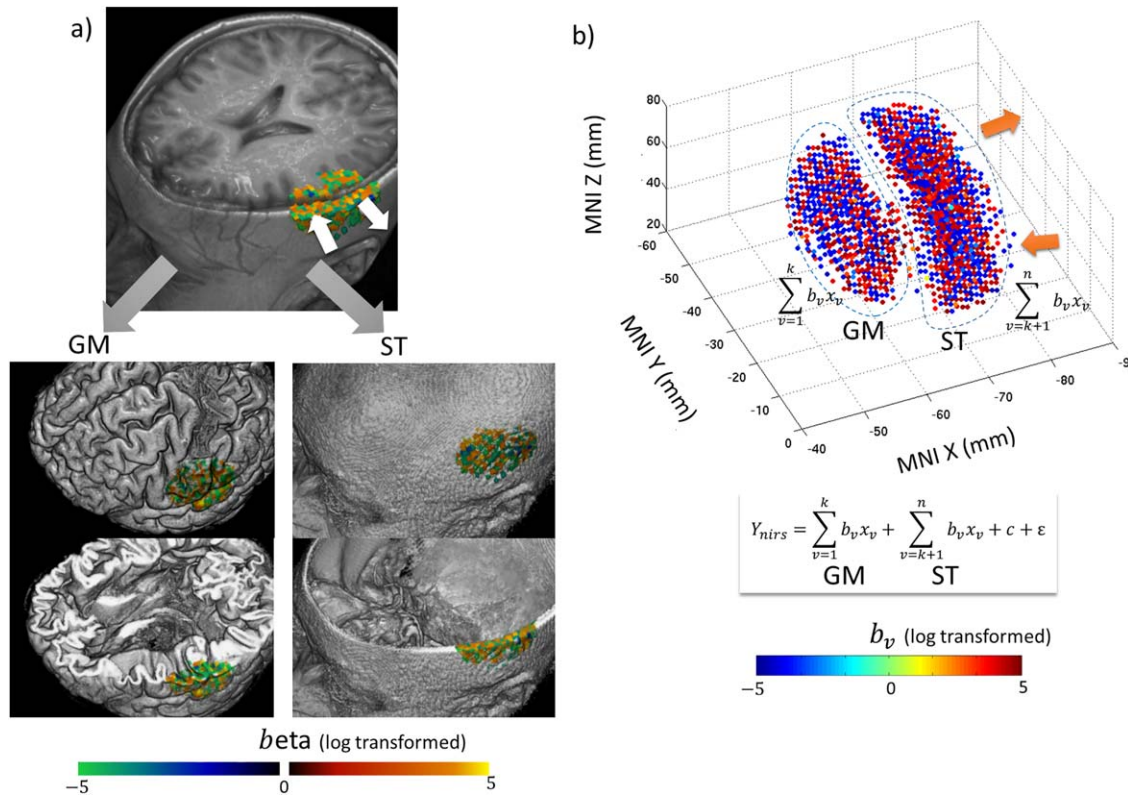 a)
GM
ST
beta (log transformed)
−5
0
5
b)
MNI Z (mm)
80
60
40
20
-60
-50
-40
-30
-20
-10
0
MNI Y (mm)
-40
-50
-60
-70
-80
-9
MNI X (mm)
$\sum_{v=1}^{k} b_v x_v$
GM
$\sum_{v=k+1}^{n} b_v x_v$
ST
$Y_{nirs} = \sum_{v=1}^{k} b_v x_v + \sum_{v=k+1}^{n} b_v x_v + c + ε$
GM
ST
$b_v$ (log transformed)
−5
0
5